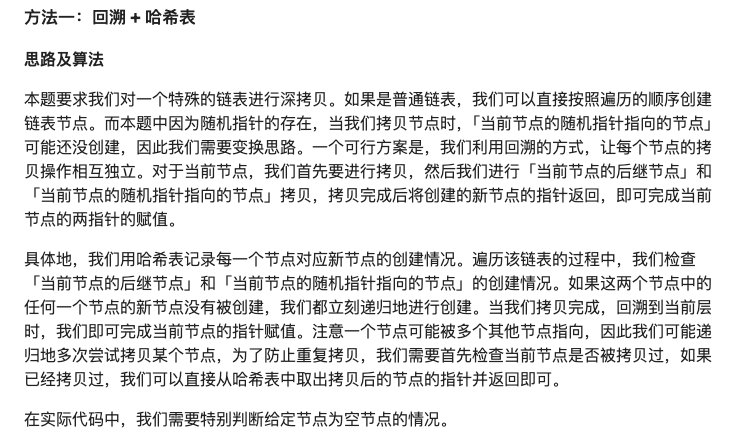 方法一：回溯 + 哈希表
思路及算法
本题要求我们对一个特殊的链表进行深拷贝。如果是普通链表，我们可以直接按照遍历的顺序创建
链表节点。而本题中因为随机指针的存在，当我们拷贝节点时，「当前节点的随机指针指向的节点」
可能还没创建，因此我们需要变换思路。一个可行方案是，我们利用回溯的方式，让每个节点的拷
贝操作相互独立。对于当前节点，我们首先要进行拷贝，然后我们进行「当前节点的后继节点」和
「当前节点的随机指针指向的节点」拷贝，拷贝完成后将创建的新节点的指针返回，即可完成当前
节点的两指针的赋值。
具体地，我们用哈希表记录每一个节点对应新节点的创建情况。遍历该链表的过程中，我们检查
「当前节点的后继节点」和「当前节点的随机指针指向的节点」的创建情况。如果这两个节点中的
任何一个节点的新节点没有被创建，我们都立刻递归地进行创建。当我们拷贝完成，回溯到当前层
时，我们即可完成当前节点的指针赋值。注意一个节点可能被多个其他节点指向，因此我们可能递
归地多次尝试拷贝某个节点，为了防止重复拷贝，我们需要首先检查当前节点是否被拷贝过，如果
已经拷贝过，我们可以直接从哈希表中取出拷贝后的节点的指针并返回即可。
在实际代码中，我们需要特别判断给定节点为空节点的情况。